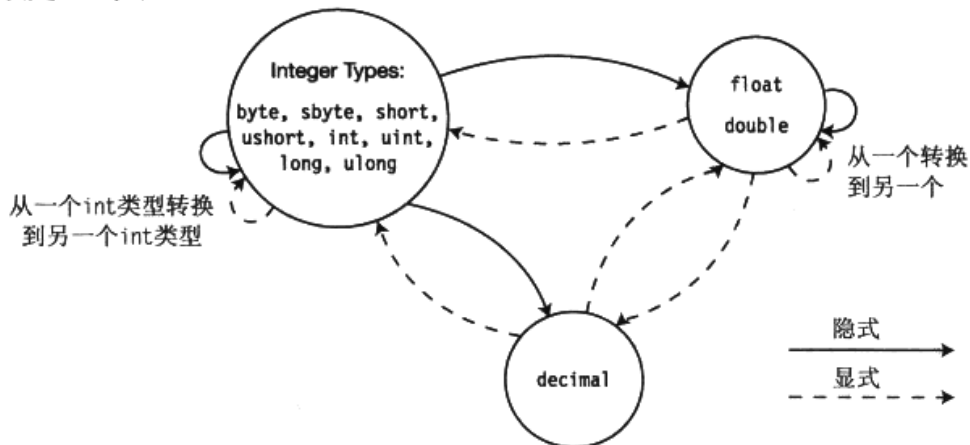 Integer Types:
byte, sbyte, short,
ushort, int, uint,
long, ulong
float
double
从一个转换
到另一个
从一个int类型转换
到另一个int类型
decimal
隐式
显式